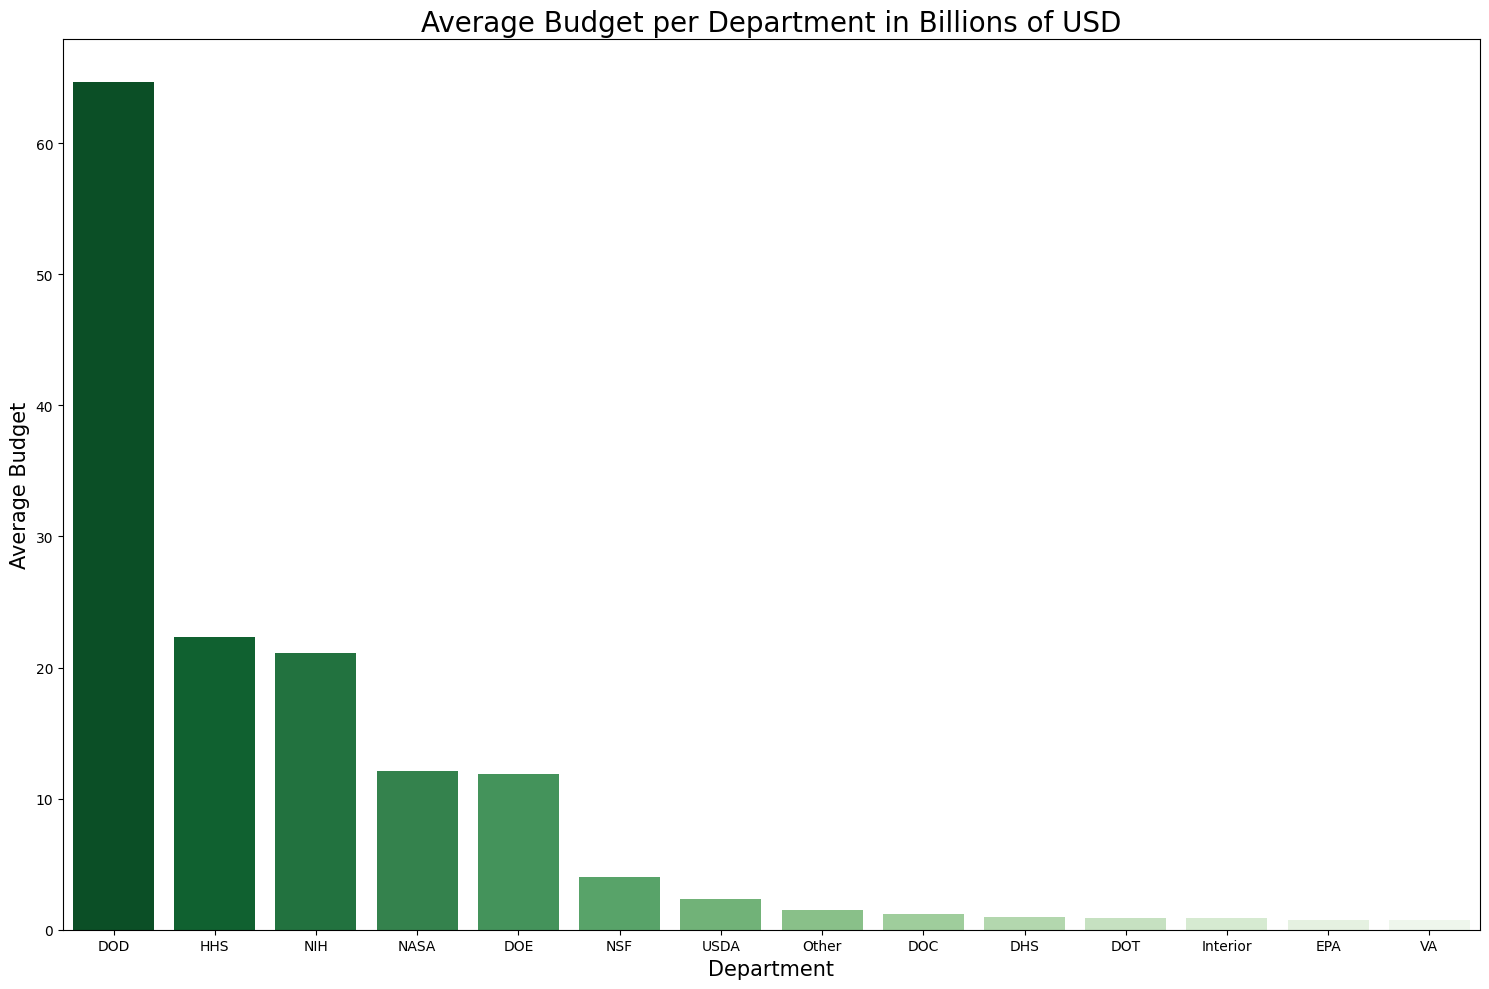 Average Budget per Department in Billions of USD
Average Budget
60
50
40
30
20
10
0
DOD HHS NIH NASA DOE NSF USDA Other DOC DHS DOT Interior EPA VA
Department